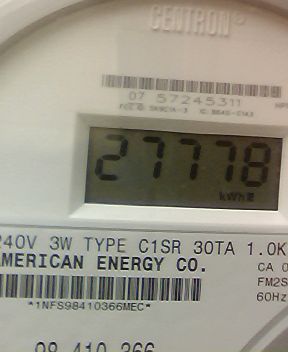 CENTRON®
07 57245311
27778
kWh
240V 3W TYPE C1SR 30TA 1.0K
AMERICAN ENERGY CO.
CA 0
FM2S
60Hz
*1NFS98410366MEC*
98 410 366